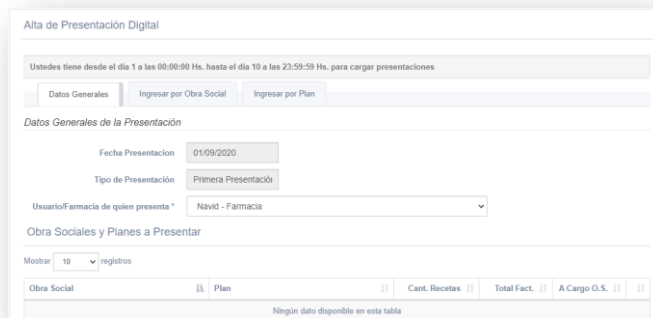 Alta de Presentación Digital
Ustedes tiene desde el dia 1 a las 00:00:00 Hs. hasta el día 10 a las 23:59:59 Hs. para cargar presentaciones
Datos Generales Ingresar por Obra Social Ingresar por Plan
Datos Generales de la Presentación
Fecha Presentacion 01/09/2020
Tipo de Presentación Primera Presentación
Usuario/Farmacia de quien presenta * Navid - Farmacia
Obra Sociales y Planes a Presentar
Mostrar 10 registros
Obra Social Plan Cant. Recetas Total Fact. A Cargo O.S.
Ningún dato disponible en esta tabla